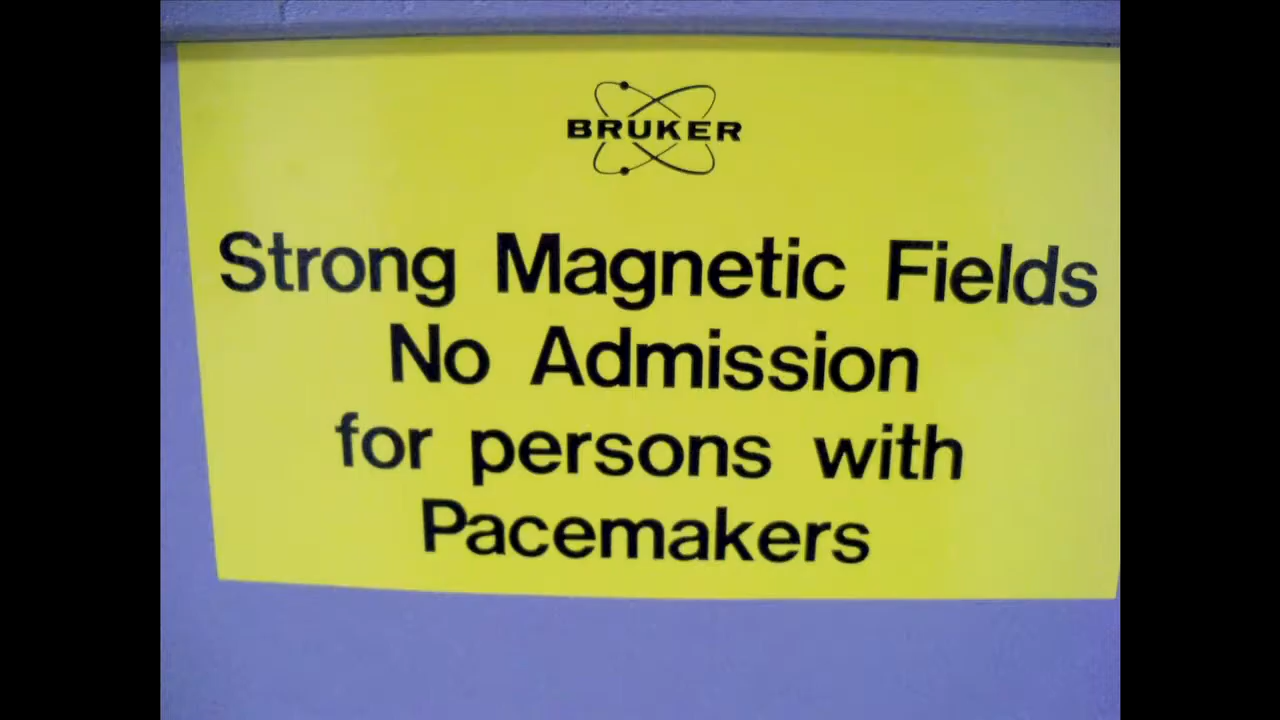 BRUKER
Strong Magnetic Fields
No Admission
for persons with
Pacemakers